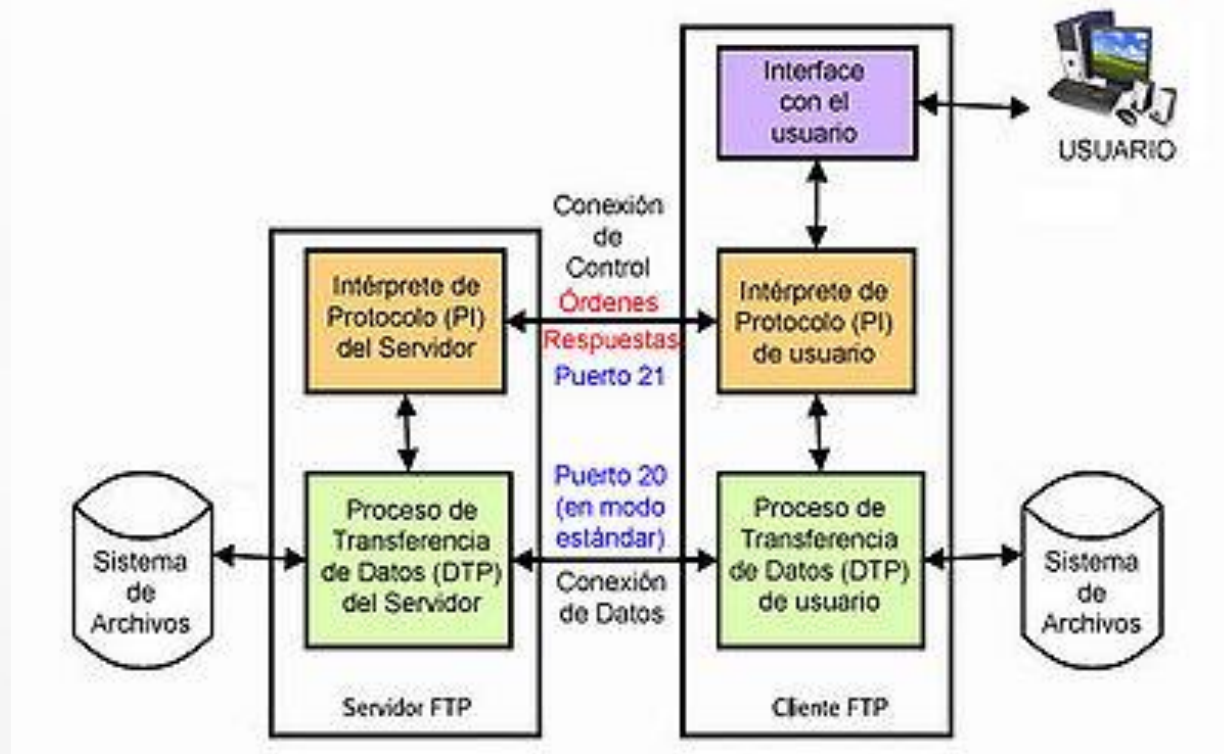 Interface
con el
usuario
USUARIO
Conexión
de
Control
Órdenes
Respuestas
Puerto 21
Intérprete de
Protocolo (PI)
del Servidor
Intérprete de
Protocolo (PI)
de usuario
Puerto 20
(en modo
estándar)
Conexión
de Datos
Sistema
de
Archivos
Proceso de
Transferencia
de Datos (DTP)
del Servidor
Proceso de
Transferencia
de Datos (DTP)
de usuario
Sistema
de
Archivos
Servidor FTP
Cliente FTP